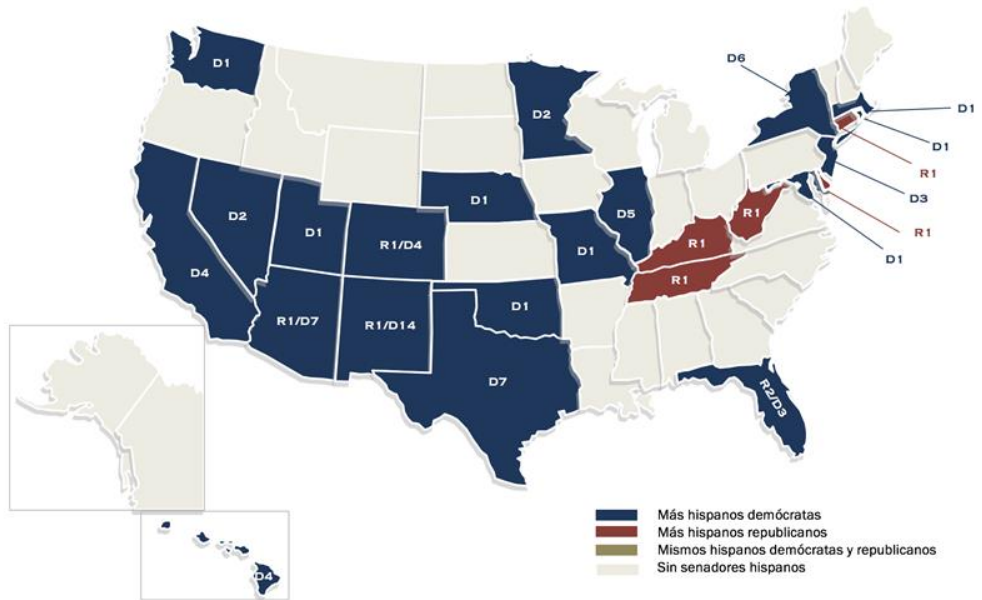 D6
D1
D1
D2
D1
R1
D1
D3
D2
D5
R1
R1
D1
R1/D4
D1
R1
D1
D4
R1
R1/D7
R1/D14
D1
D7
R2/D3
D4
Más hispanos demócratas
Más hispanos republicanos
Mismos hispanos demócratas y republicanos
Sin senadores hispanos